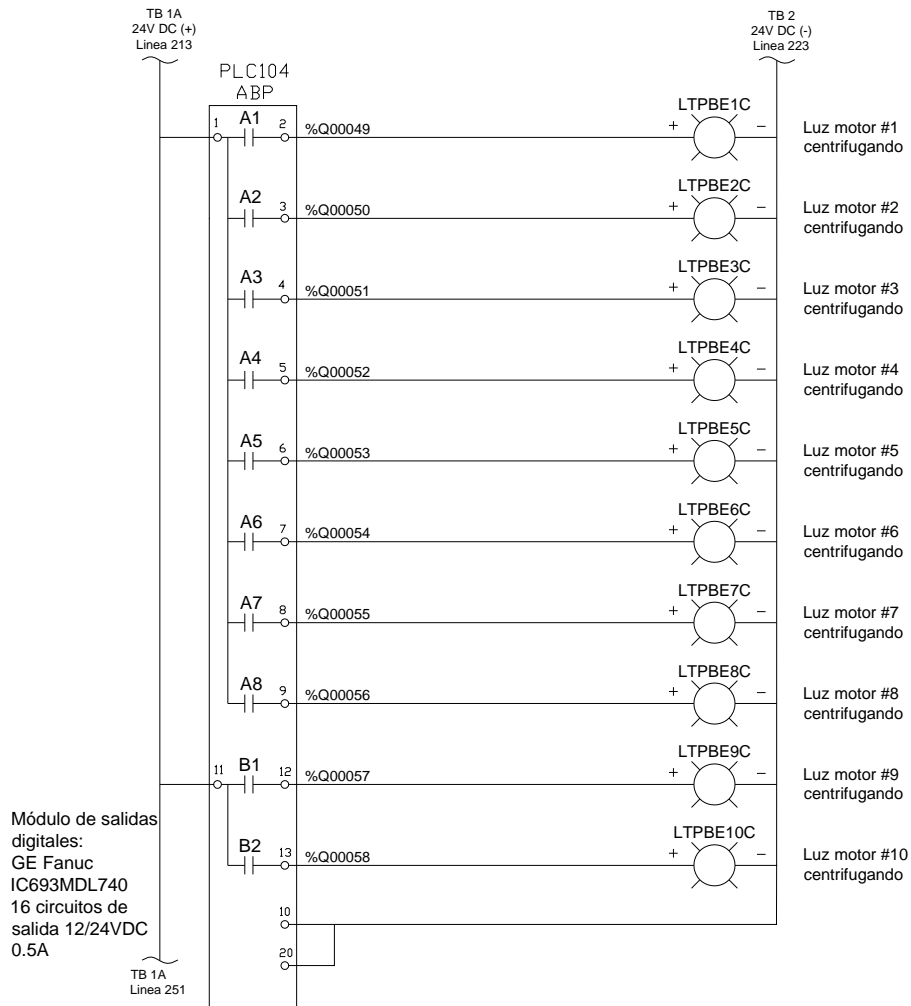 TB 1A
24V DC (+)
Linea 213
TB 2
24V DC (-)
Linea 223
PLC104
ABP
1
A1
2
%Q00049
LTPBE1C
+
−
Luz motor #1
centrifugando
A2
3
%Q00050
LTPBE2C
+
−
Luz motor #2
centrifugando
A3
4
%Q00051
LTPBE3C
+
−
Luz motor #3
centrifugando
A4
5
%Q00052
LTPBE4C
+
−
Luz motor #4
centrifugando
A5
6
%Q00053
LTPBE5C
+
−
Luz motor #5
centrifugando
A6
7
%Q00054
LTPBE6C
+
−
Luz motor #6
centrifugando
A7
8
%Q00055
LTPBE7C
+
−
Luz motor #7
centrifugando
A8
9
%Q00056
LTPBE8C
+
−
Luz motor #8
centrifugando
11
B1
12
%Q00057
LTPBE9C
+
−
Luz motor #9
centrifugando
B2
13
%Q00058
LTPBE10C
+
−
Luz motor #10
centrifugando
10
20
Módulo de salidas
digitales:
GE Fanuc
IC693MDL740
16 circuitos de
salida 12/24VDC
0.5A
TB 1A
Linea 251